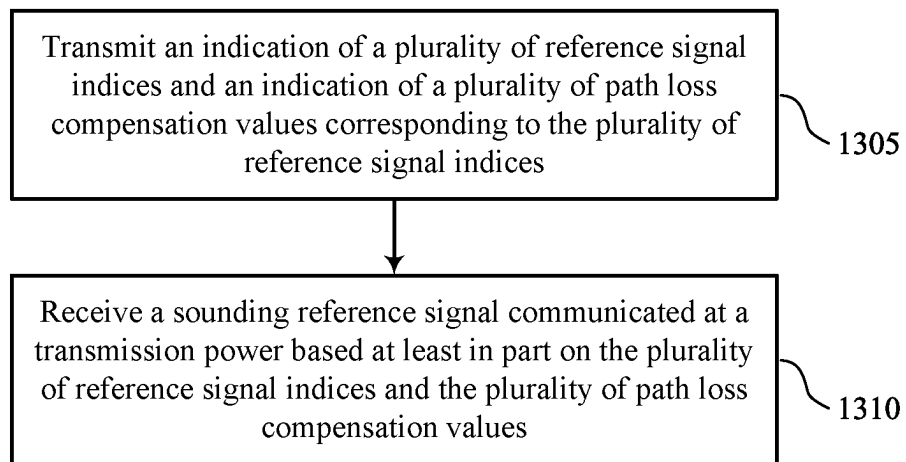 Transmit an indication of a plurality of reference signal
indices and an indication of a plurality of path loss
compensation values corresponding to the plurality of
reference signal indices
1305
Receive a sounding reference signal communicated at a
transmission power based at least in part on the plurality
of reference signal indices and the plurality of path loss
compensation values
1310